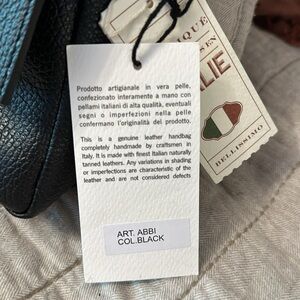 Prodotto artigianale in vera pelle,
confezionato interamente a mano con
pellami italiani di alta qualità, eventuali
segni o imperfezioni nella pelle
confermano l'originalità del prodotto.
This is a genuine leather handbag
completely handmade by craftsmen in
Italy. It is made with finest Italian naturally
tanned leathers. Any variations in shading
or imperfections are characteristic of the
leather and are not considered defects
ART. ABBI
COL.BLACK
BELLISSIMO